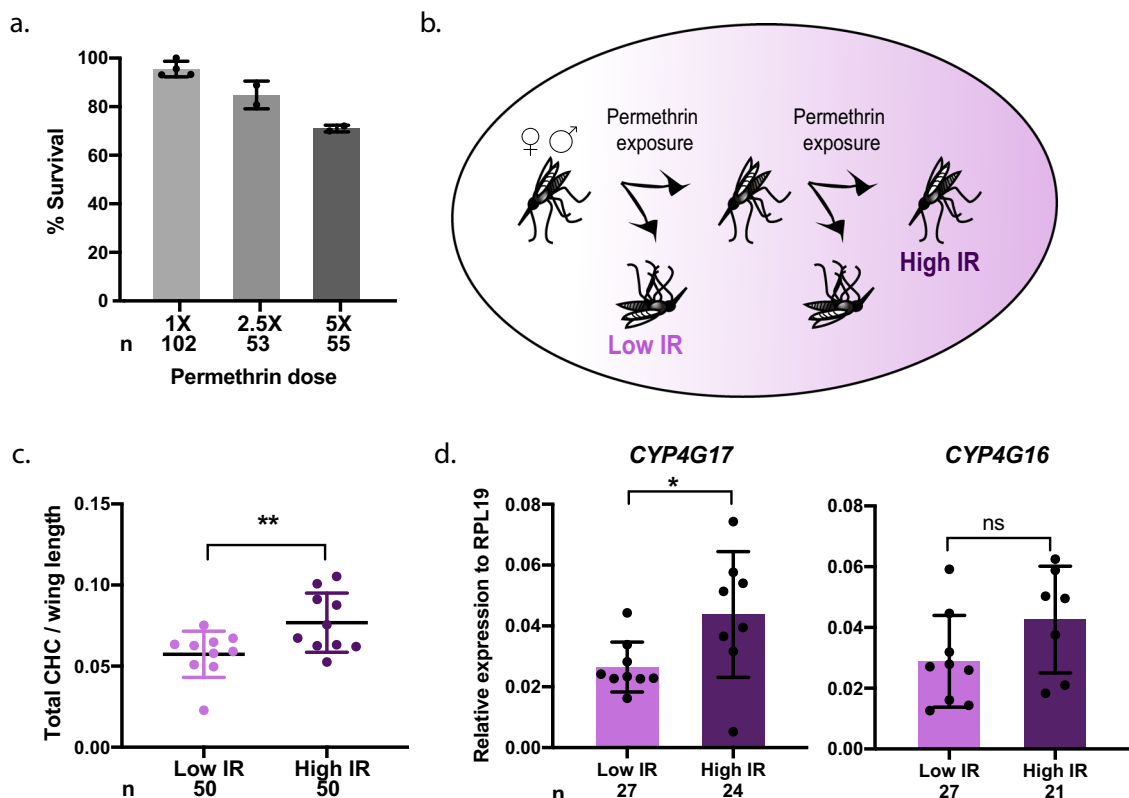 a.
100
80
60
40
20
0
% Survival
1X 2.5X 5X
n 102 53 55
Permethrin dose
b.
♀ ♂
Permethrin
exposure
Permethrin
exposure
High IR
Low IR
c.
0.15
0.10
0.05
0.00
Total CHC / wing length
**
Low IR High IR
n 50 50
d.
CYP4G17
0.08
0.06
0.04
0.02
0.00
Relative expression to RPL19
*
Low IR High IR
n 27 24
CYP4G16
0.08
0.06
0.04
0.02
0.00
ns
Low IR High IR
27 21